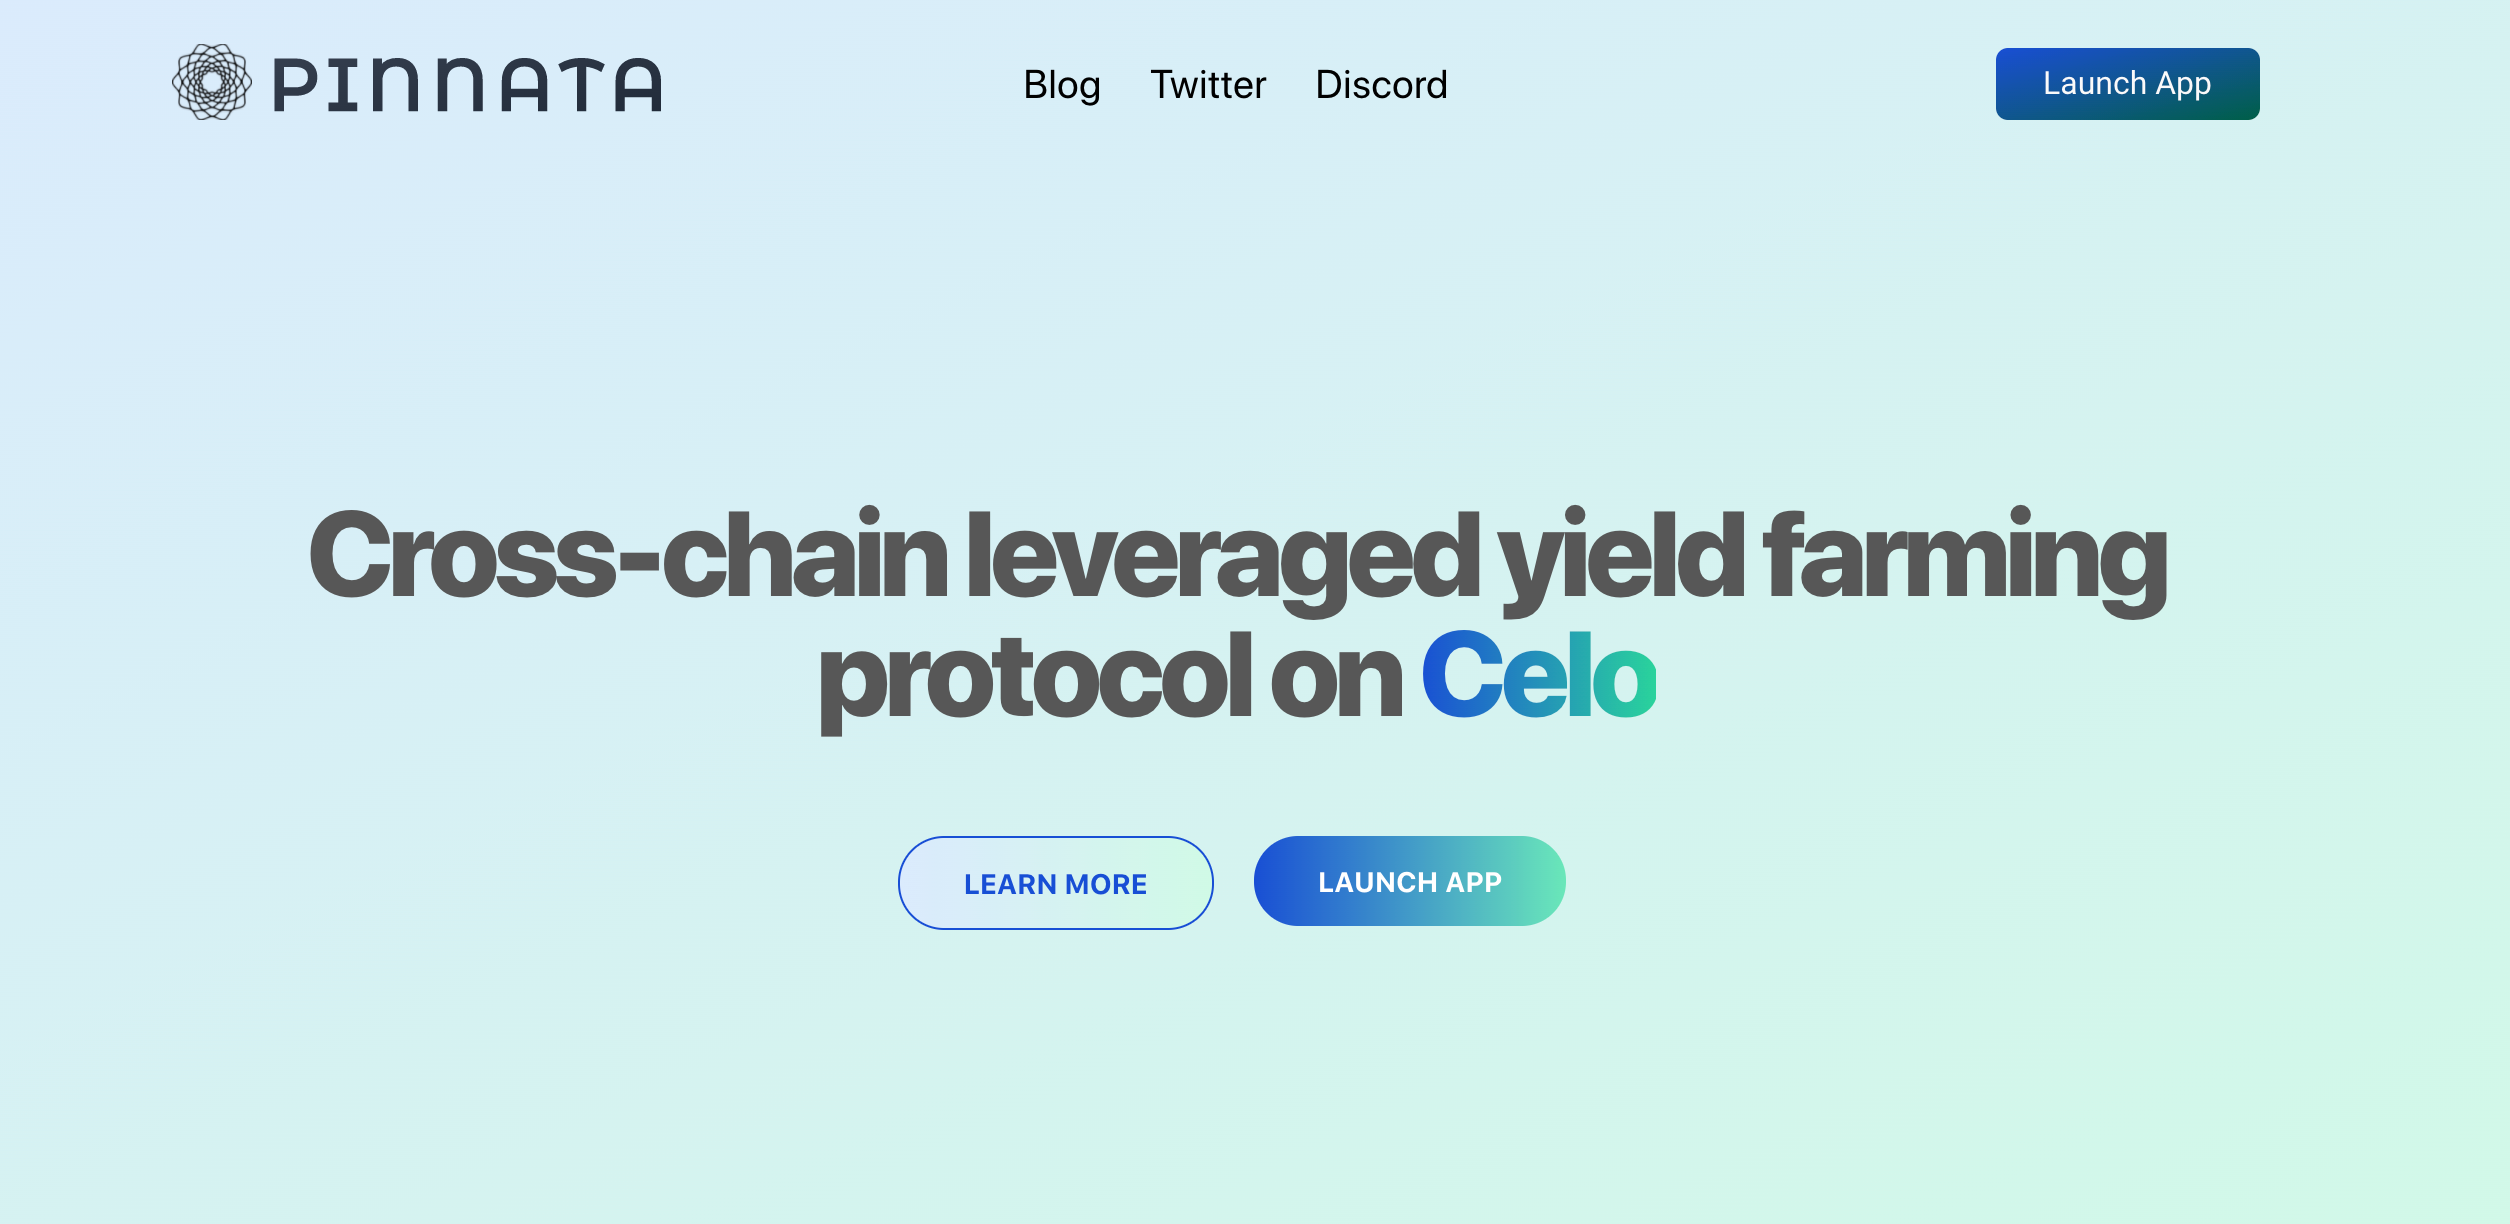 PINNATA
Blog Twitter Discord
Launch App
Cross-chain leveraged yield farming
protocol on Celo
LEARN MORE
LAUNCH APP